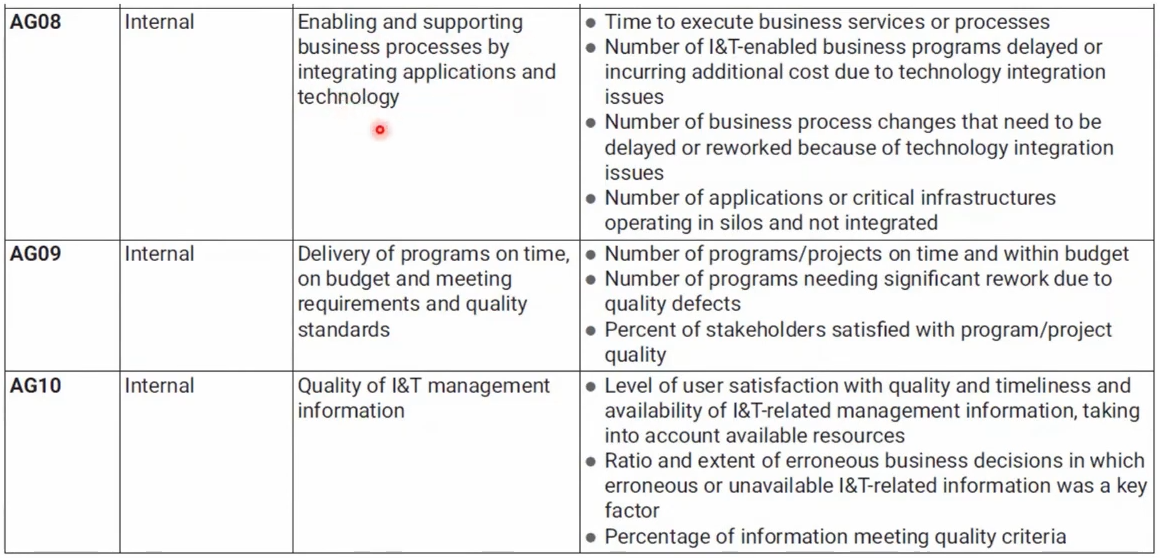 AG08
Internal
Enabling and supporting
business processes by
integrating applications and
technology
● Time to execute business services or processes
● Number of I&T-enabled business programs delayed or
incurring additional cost due to technology integration
issues
● Number of business process changes that need to be
delayed or reworked because of technology integration
issues
● Number of applications or critical infrastructures
operating in silos and not integrated
AG09
Internal
Delivery of programs on time,
on budget and meeting
requirements and quality
standards
● Number of programs/projects on time and within budget
● Number of programs needing significant rework due to
quality defects
● Percent of stakeholders satisfied with program/project
quality
AG10
Internal
Quality of I&T management
information
● Level of user satisfaction with quality and timeliness and
availability of I&T-related management information, taking
into account available resources
● Ratio and extent of erroneous business decisions in which
erroneous or unavailable I&T-related information was a key
factor
● Percentage of information meeting quality criteria